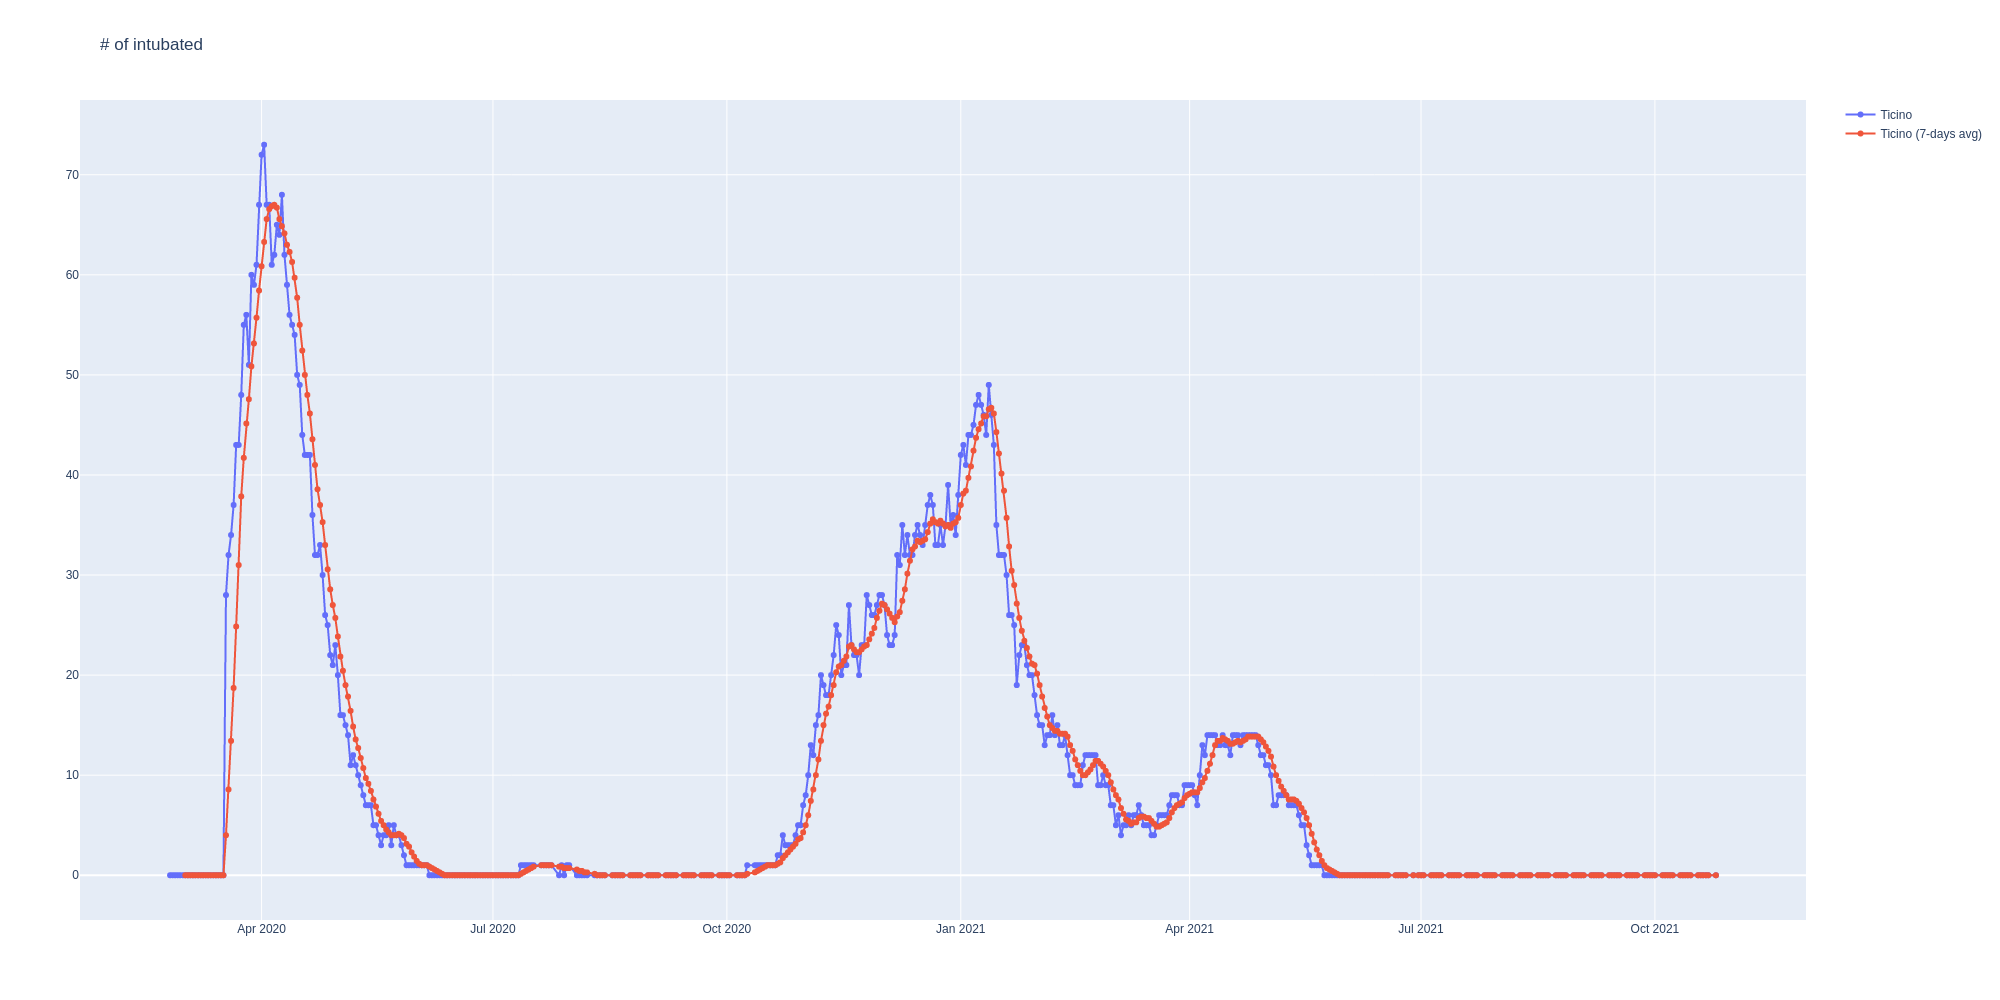 # of intubated
Ticino
Ticino (7-days avg)
70
60
50
40
30
20
10
0
Apr 2020
Jul 2020
Oct 2020
Jan 2021
Apr 2021
Jul 2021
Oct 2021